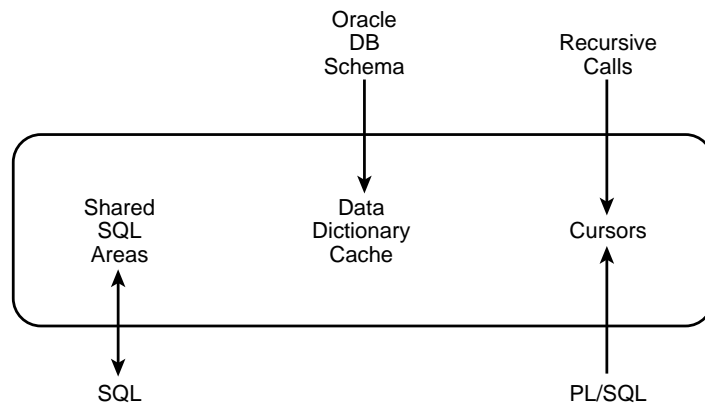 Oracle
DB
Schema
Recursive
Calls
Shared
SQL
Areas
Data
Dictionary
Cache
Cursors
SQL
PL/SQL